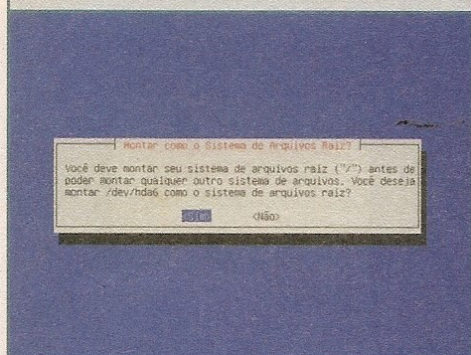 Montar como o Sistema de Arquivos Raiz?
Você deve montar seu sistema de arquivos raiz ("/") antes de
poder montar qualquer outro sistema de arquivos. Você deseja
montar /dev/hda6 como o sistema de arquivos raiz?
<Sim> <Não>